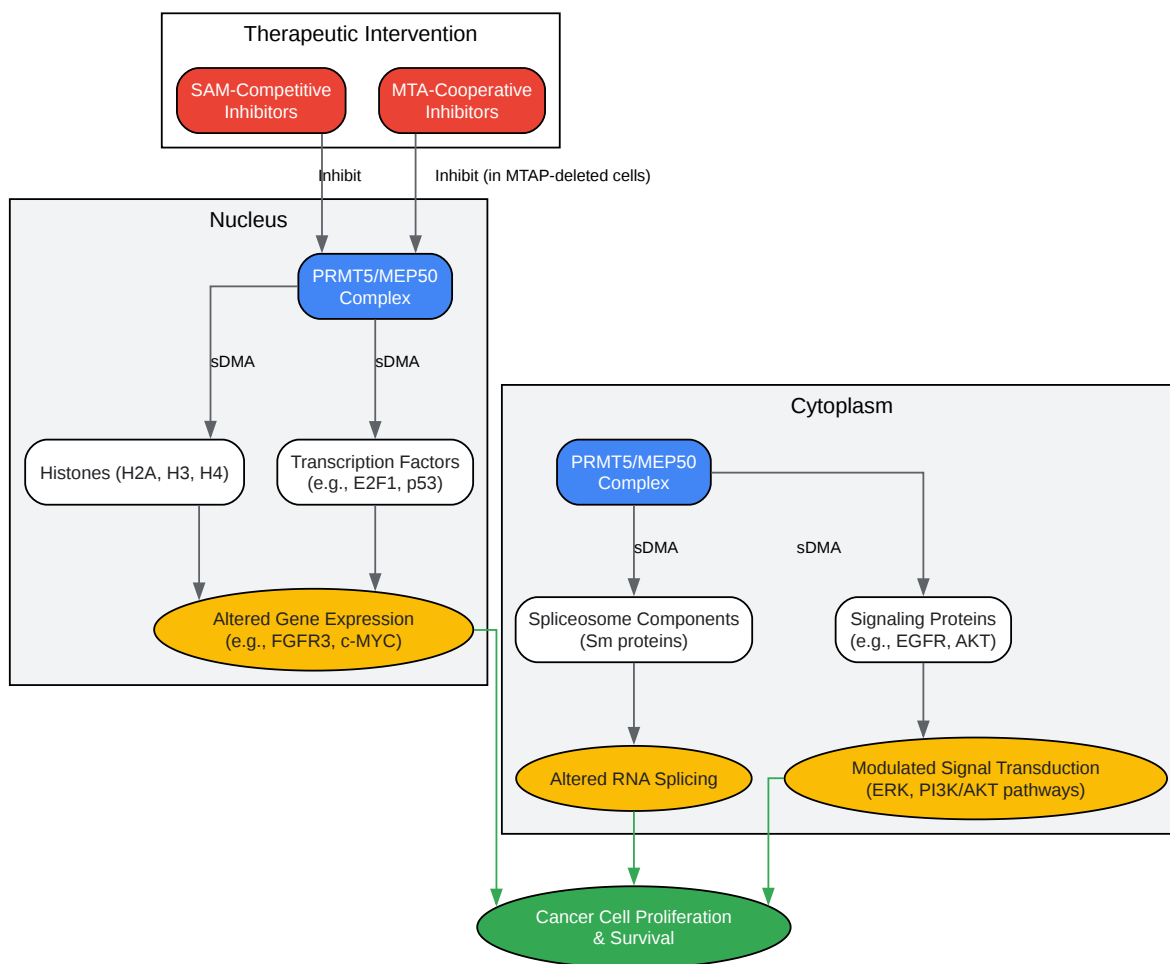 Therapeutic Intervention
SAM-Competitive
Inhibitors
MTA-Cooperative
Inhibitors
Inhibit
Inhibit (in MTAP-deleted cells)
Nucleus
PRMT5/MEP50
Complex
sDMA
sDMA
Histones (H2A, H3, H4)
Transcription Factors
(e.g., E2F1, p53)
Altered Gene Expression
(e.g., FGFR3, c-MYC)
Cytoplasm
PRMT5/MEP50
Complex
sDMA
sDMA
Spliceosome Components
(Sm proteins)
Signaling Proteins
(e.g., EGFR, AKT)
Altered RNA Splicing
Modulated Signal Transduction
(ERK, PI3K/AKT pathways)
Cancer Cell Proliferation
& Survival